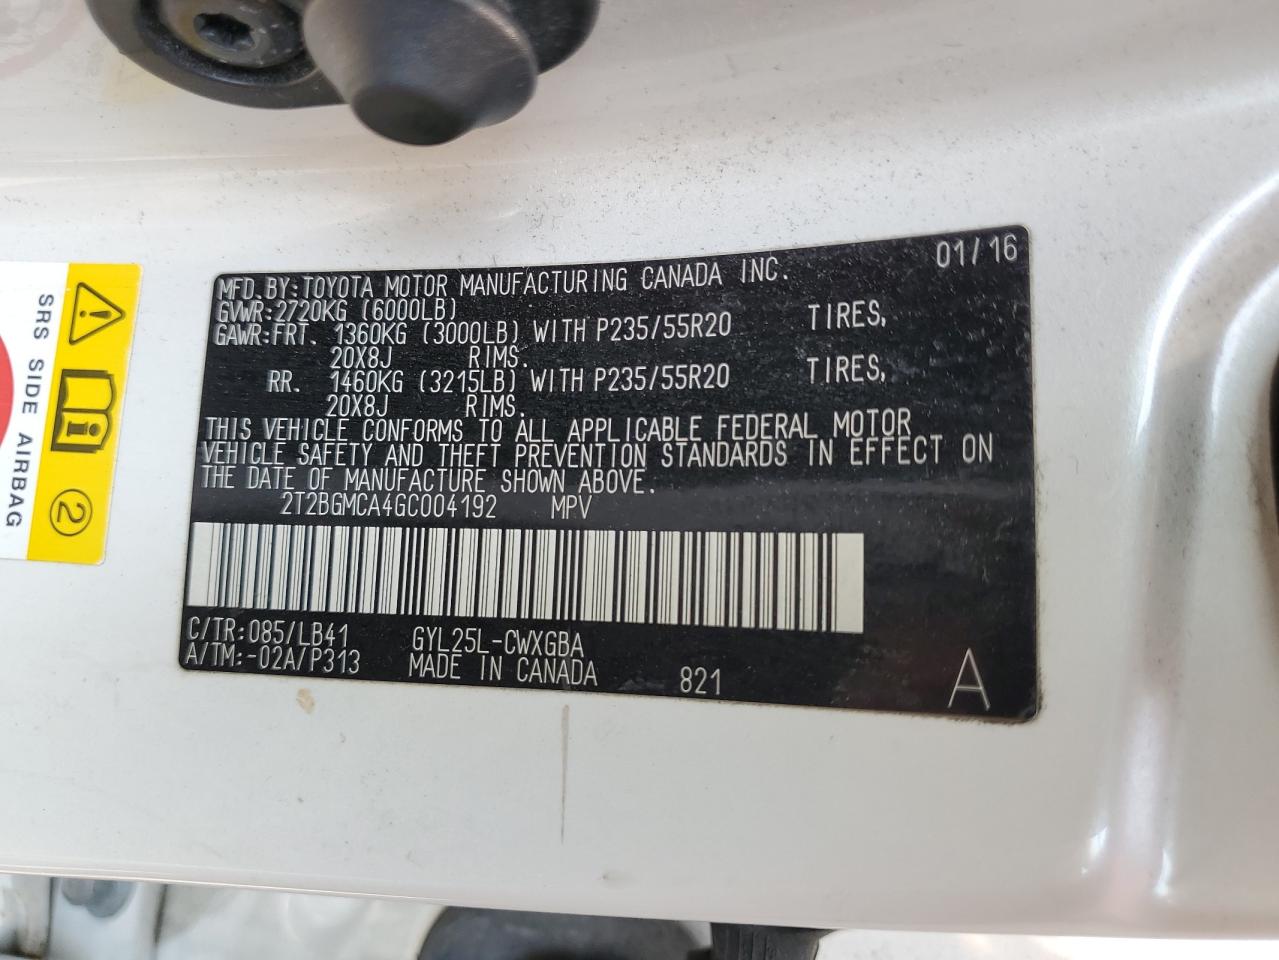 MFD.BY:TOYOTA MOTOR MANUFACTURING CANADA INC. 01/16
GVWR:2720KG (6000LB)
GAWR:FRT. 1360KG (3000LB) WITH P235/55R20 TIRES,
20X8J RIMS.
RR. 1460KG (3215LB) WITH P235/55R20 TIRES,
20X8J RIMS.
THIS VEHICLE CONFORMS TO ALL APPLICABLE FEDERAL MOTOR
VEHICLE SAFETY AND THEFT PREVENTION STANDARDS IN EFFECT ON
THE DATE OF MANUFACTURE SHOWN ABOVE.
2T2BGMCA4GC004192 MPV
C/TR:085/LB41 GYL25L-CWXGBA
A/TM:-02A/P313 MADE IN CANADA 821 A
SRS SIDE AIRBAG
2